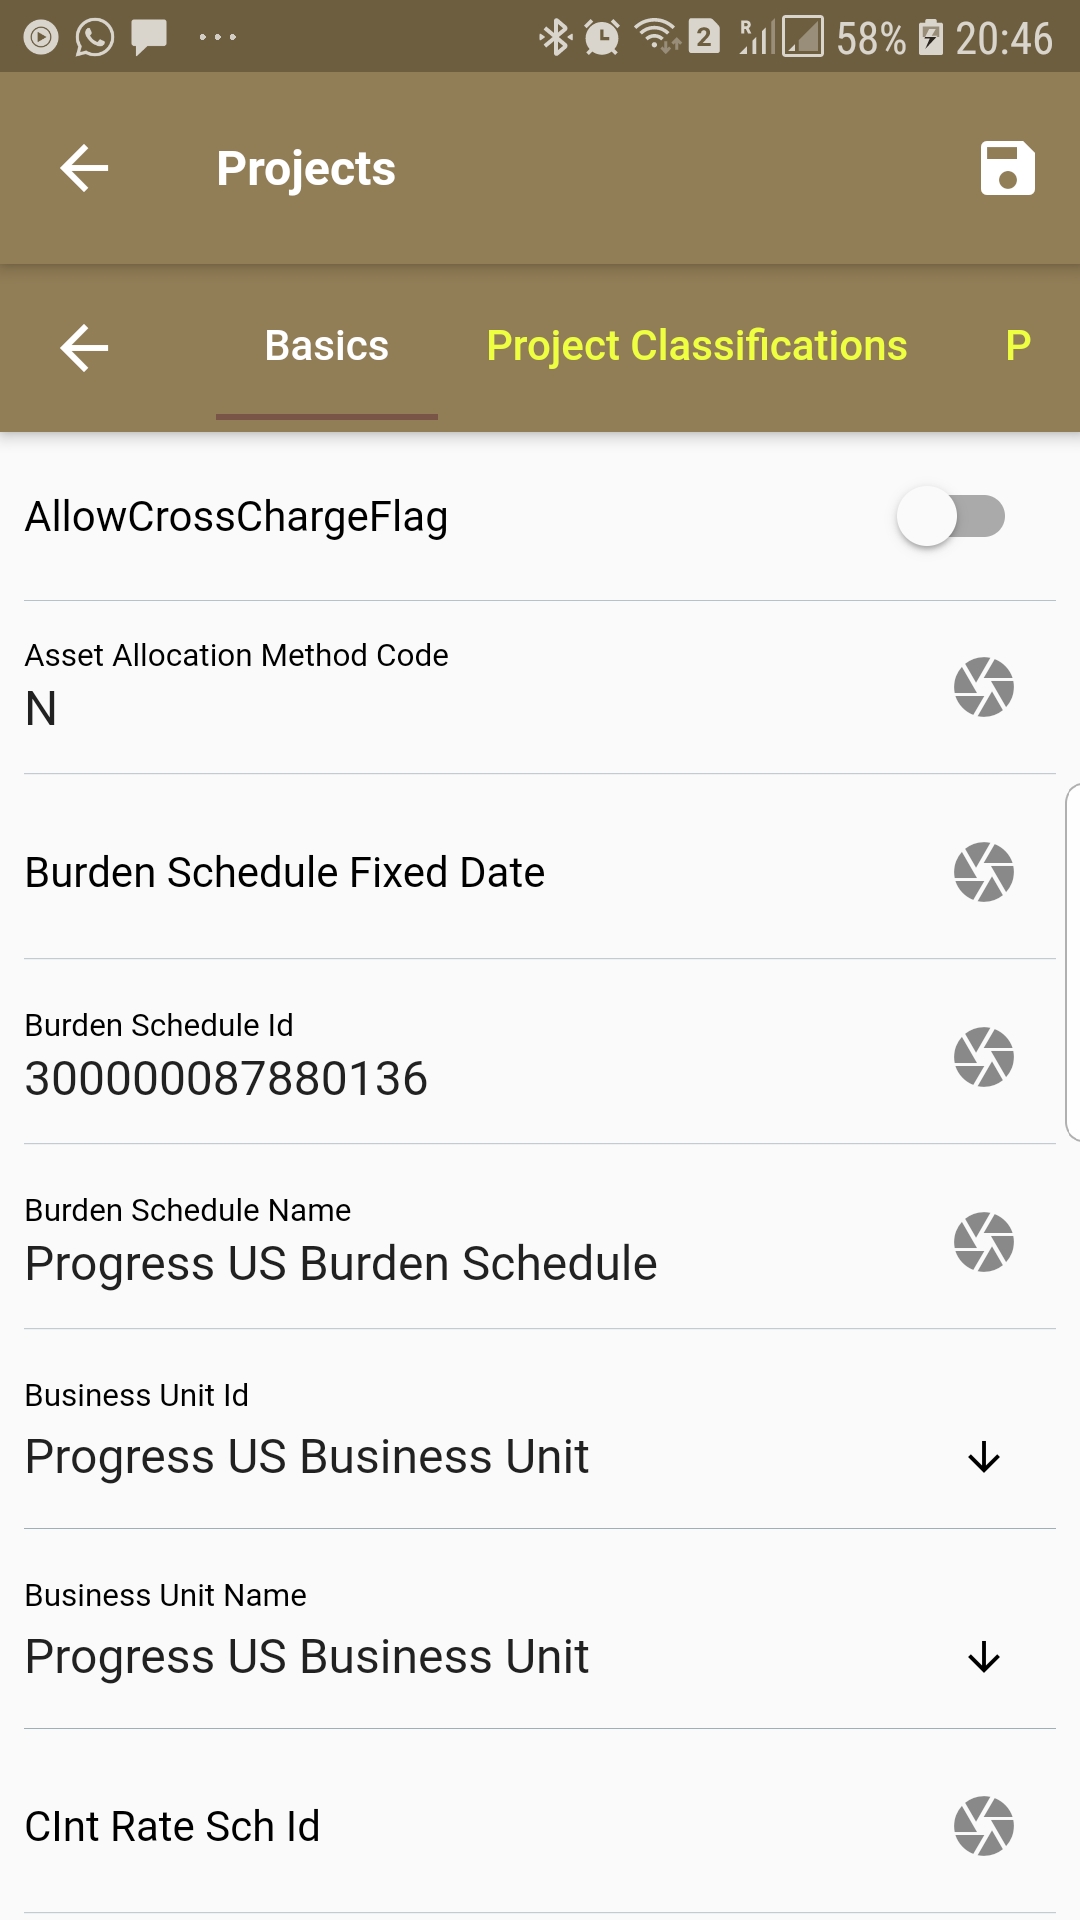 58% 20:46
Projects
Basics Project Classifications P
AllowCrossChargeFlag
Asset Allocation Method Code
N
Burden Schedule Fixed Date
Burden Schedule Id
300000087880136
Burden Schedule Name
Progress US Burden Schedule
Business Unit Id
Progress US Business Unit
Business Unit Name
Progress US Business Unit
CInt Rate Sch Id